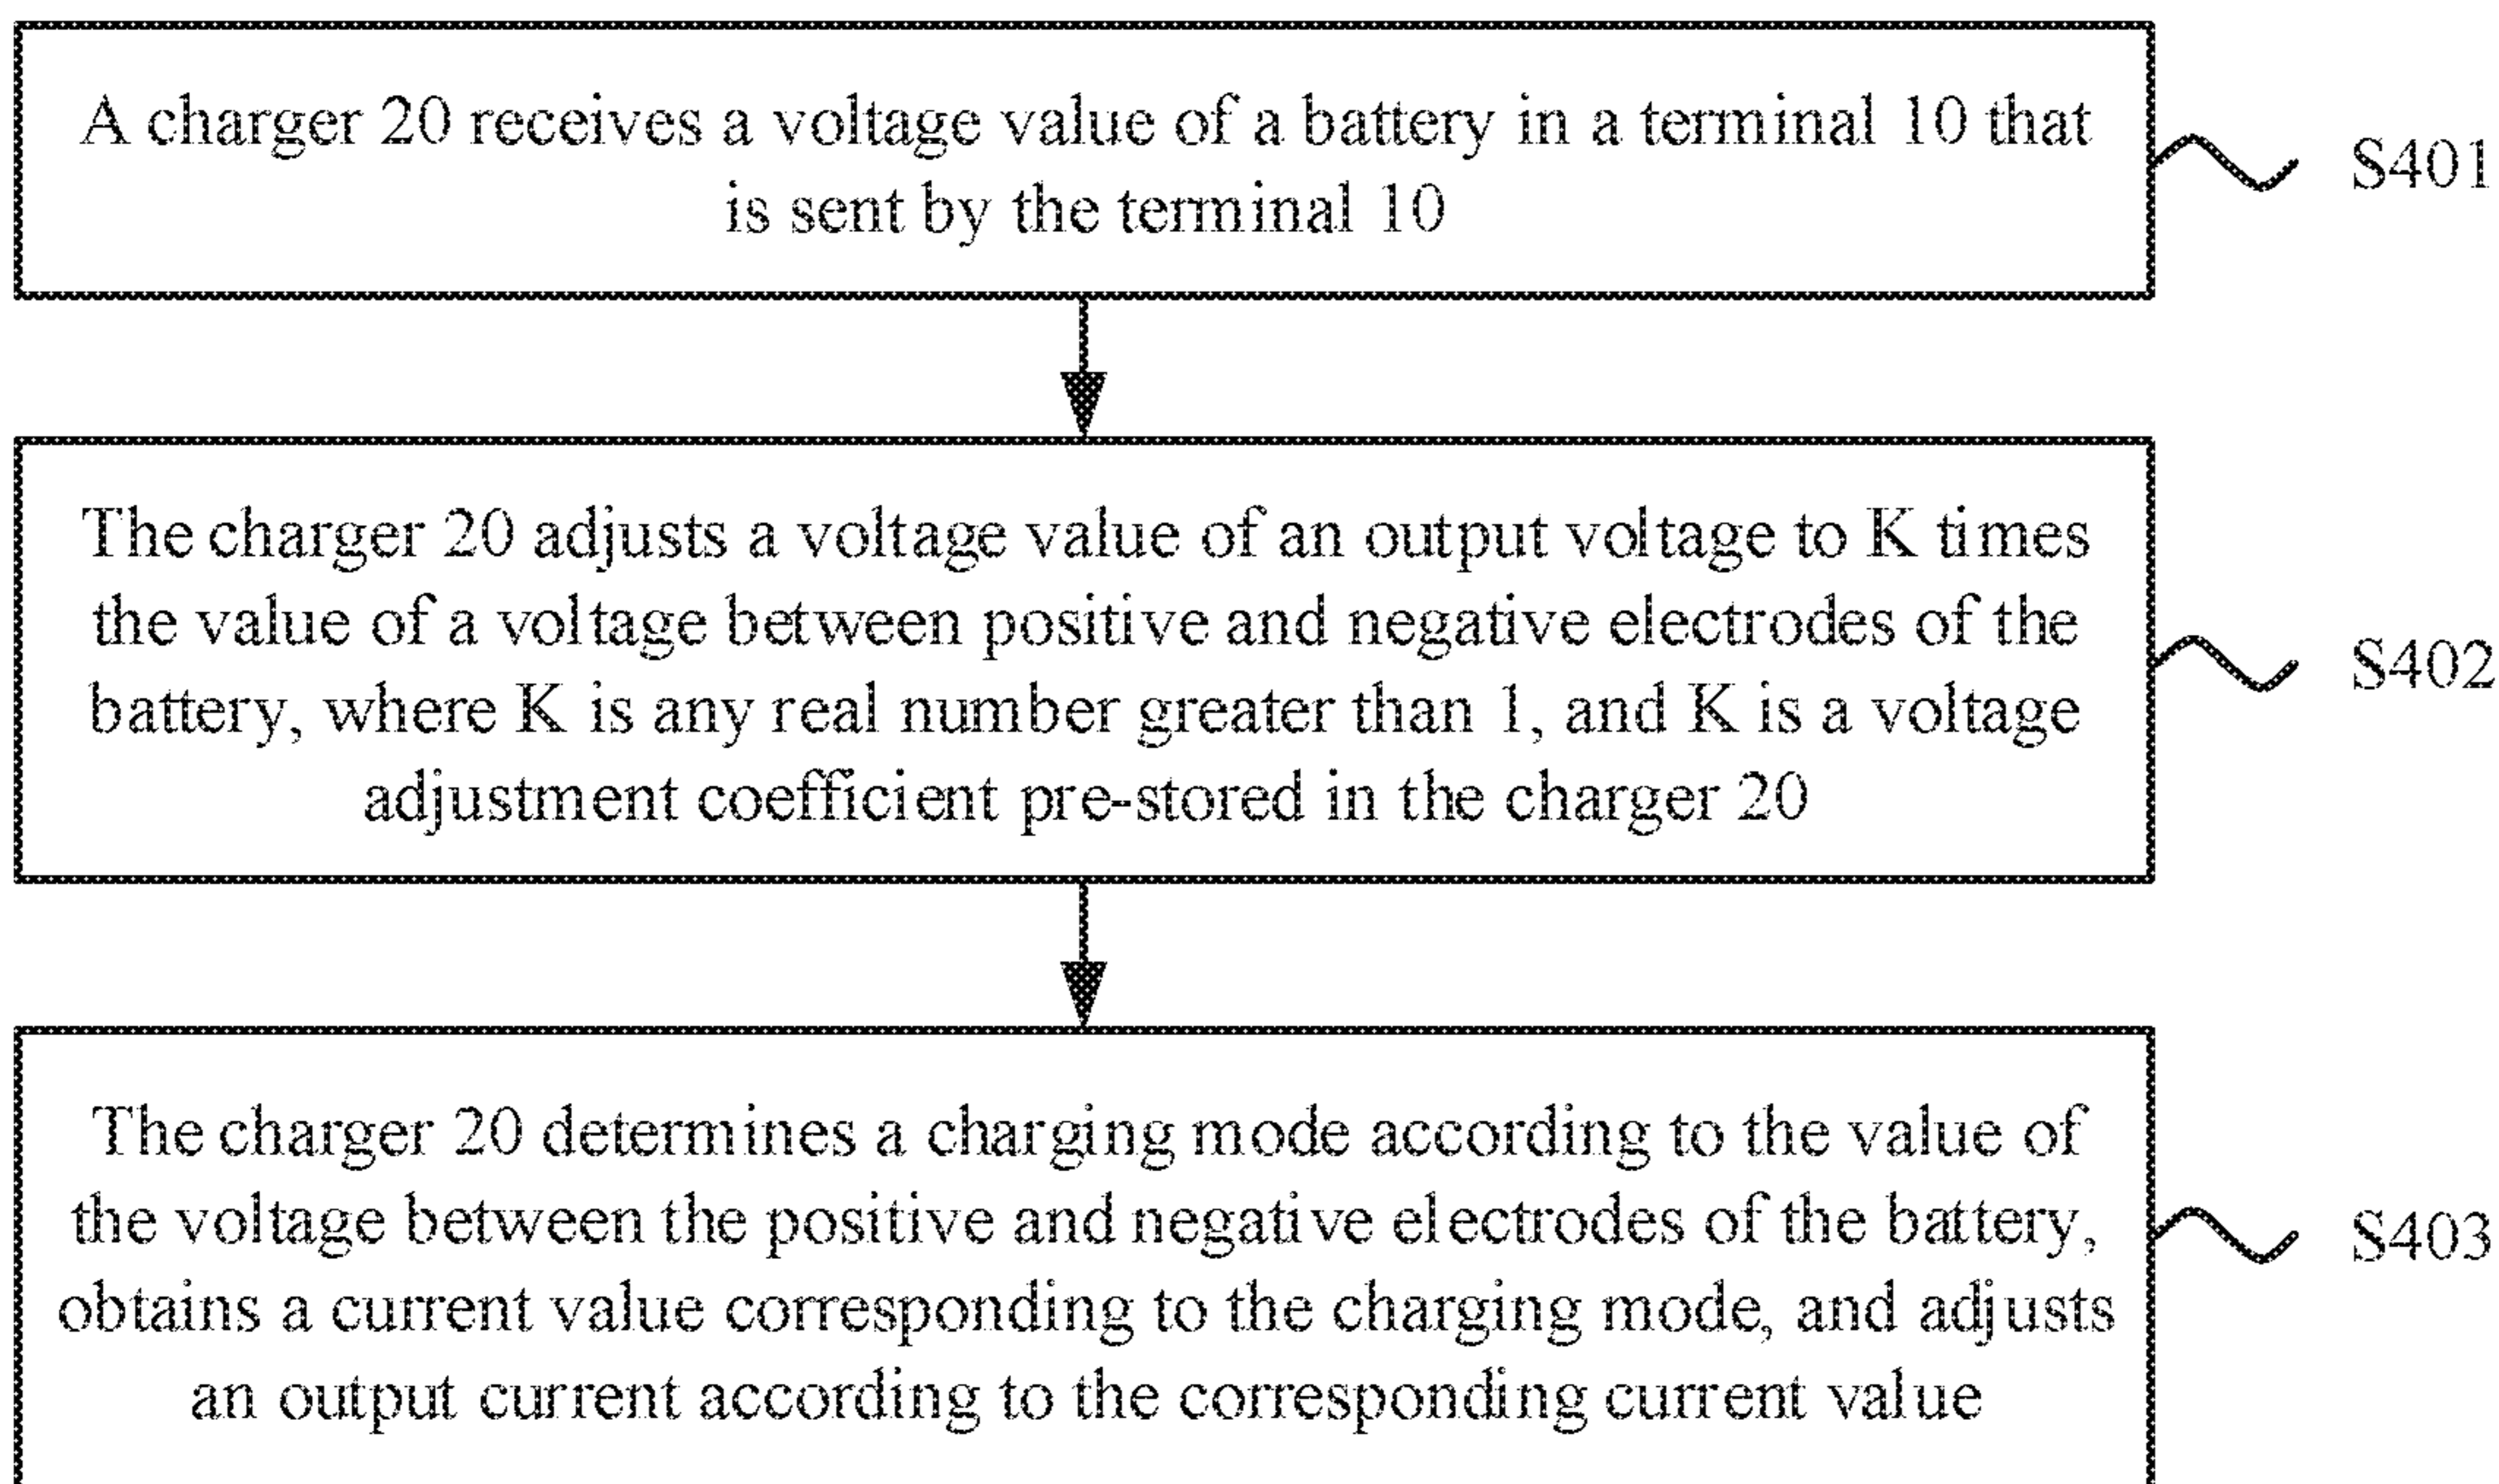 A charger 20 receives a voltage value of a battery in a terminal 10 that
is sent by the terminal 10
S401
The charger 20 adjusts a voltage value of an output voltage to K times
the value of a voltage between positive and negative electrodes of the
battery, where K is any real number greater than 1, and K is a voltage
adjustment coefficient pre-stored in the charger 20
S402
The charger 20 determines a charging mode according to the value of
the voltage between the positive and negative electrodes of the battery,
obtains a current value corresponding to the charging mode, and adjusts
an output current according to the corresponding current value
S403